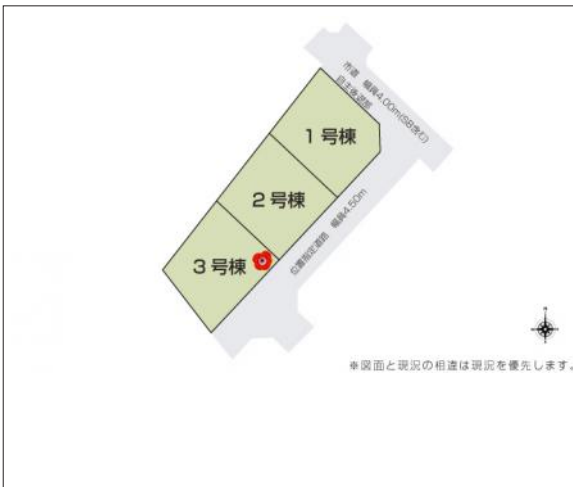 市道 幅員4.00m(SB含む)
自主後退部
1号棟
2号棟
位置指定道路 幅員4.50m
3号棟
※図面と現況の相違は現況を優先します。